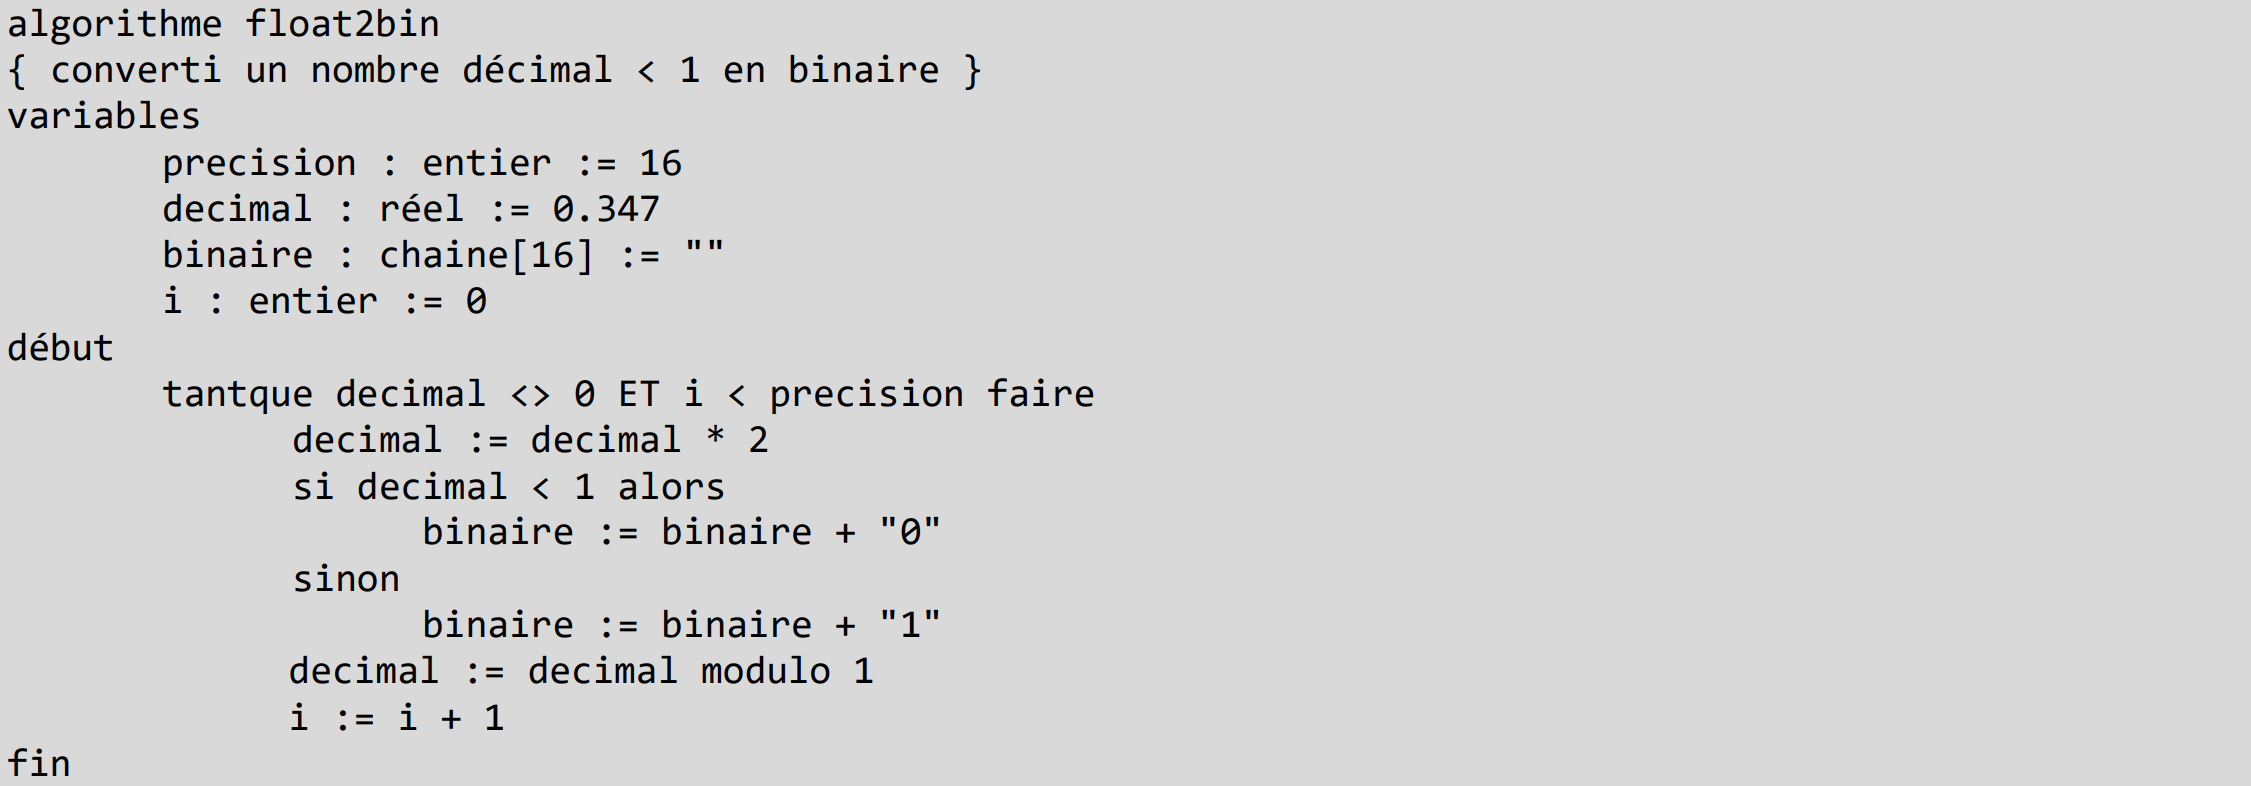 algorithme float2bin
{ converti un nombre décimal < 1 en binaire }
variables
precision : entier := 16
decimal : réel := 0.347
binaire : chaine[16] := ""
i : entier := 0
début
tantque decimal <> 0 ET i < precision faire
decimal := decimal * 2
si decimal < 1 alors
binaire := binaire + "0"
sinon
binaire := binaire + "1"
decimal := decimal modulo 1
i := i + 1
fin